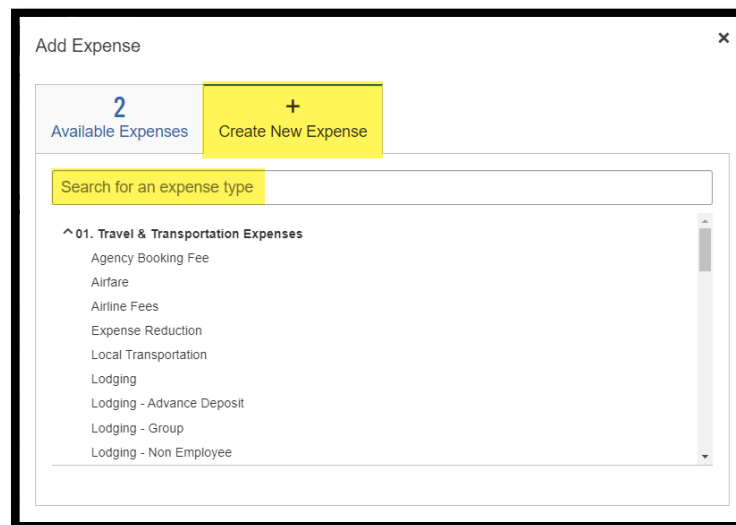 Add Expense
×
2
Available Expenses
+
Create New Expense
Search for an expense type
01. Travel & Transportation Expenses
Agency Booking Fee
Airfare
Airline Fees
Expense Reduction
Local Transportation
Lodging
Lodging - Advance Deposit
Lodging - Group
Lodging - Non Employee